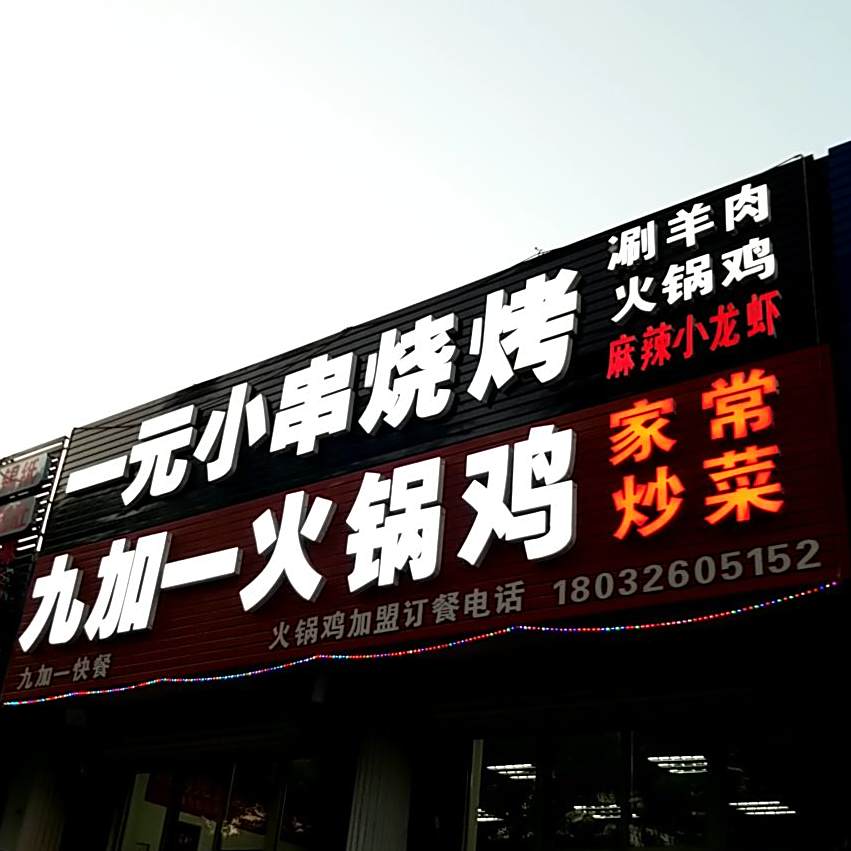 一元小串烧烤
涮羊肉
火锅鸡
麻辣小龙虾
九加一火锅鸡
家常
炒菜
火锅鸡加盟订餐电话 18032605152
九加一快餐